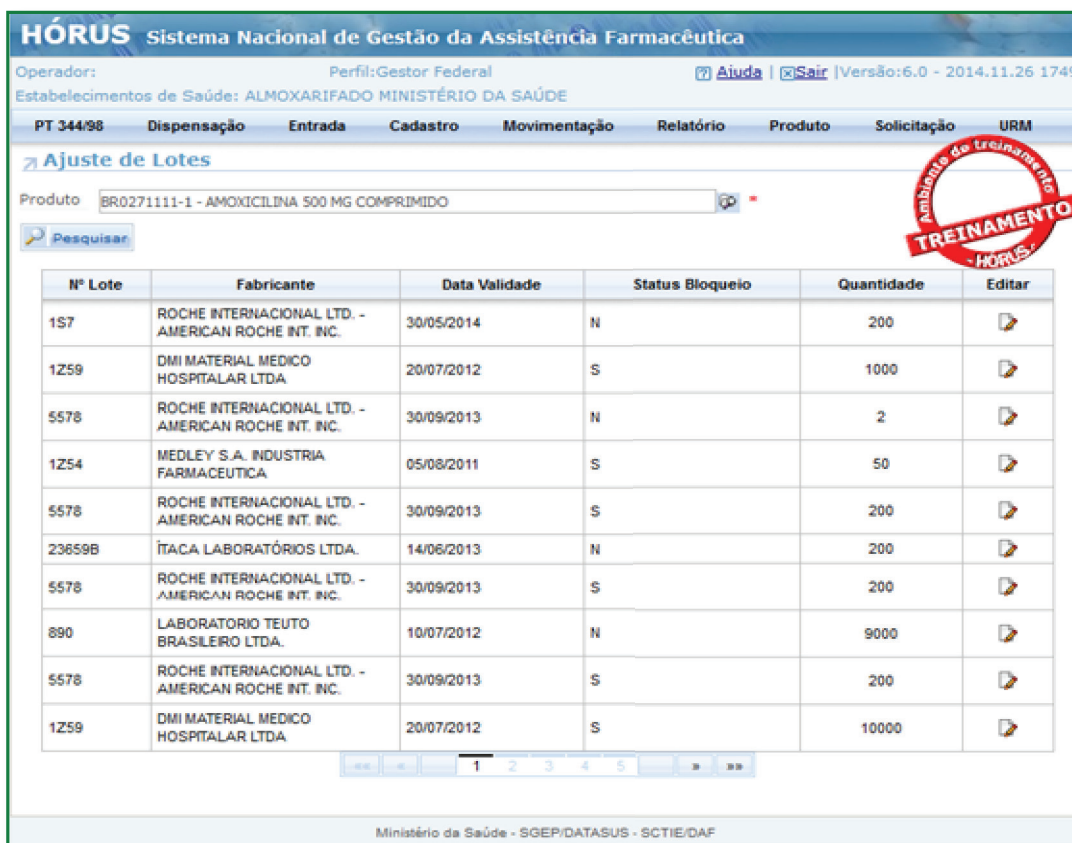 HÓRUS Sistema Nacional de Gestão da Assistência Farmacêutica
Operador: Perfil:Gestor Federal Ajuda | Sair |Versão:6.0 - 2014.11.26 1749
Estabelecimentos de Saúde: ALMOXARIFADO MINISTÉRIO DA SAÚDE
PT 344/98 Dispensação Entrada Cadastro Movimentação Relatório Produto Solicitação URM
Ajuste de Lotes
Ambiente de treinamento
TREINAMENTO
- HÓRUS -
Produto BR0271111-1 - AMOXICILINA 500 MG COMPRIMIDO *
Pesquisar
Nº Lote Fabricante Data Validade Status Bloqueio Quantidade Editar
1S7 ROCHE INTERNACIONAL LTD. - 30/05/2014 N 200
AMERICAN ROCHE INT. INC.
1Z59 DMI MATERIAL MEDICO 20/07/2012 S 1000
HOSPITALAR LTDA
5578 ROCHE INTERNACIONAL LTD. - 30/09/2013 N 2
AMERICAN ROCHE INT. INC.
1Z54 MEDLEY S.A. INDUSTRIA 05/08/2011 S 50
FARMACEUTICA
5578 ROCHE INTERNACIONAL LTD. - 30/09/2013 S 200
AMERICAN ROCHE INT. INC.
23659B ÍTACA LABORATÓRIOS LTDA. 14/06/2013 N 200
5578 ROCHE INTERNACIONAL LTD. - 30/09/2013 S 200
AMERICAN ROCHE INT. INC.
890 LABORATORIO TEUTO 10/07/2012 N 9000
BRASILEIRO LTDA.
5578 ROCHE INTERNACIONAL LTD. - 30/09/2013 S 200
AMERICAN ROCHE INT. INC.
1Z59 DMI MATERIAL MEDICO 20/07/2012 S 10000
HOSPITALAR LTDA
«« « 1 2 3 4 5 » »»
Ministério da Saúde - SGEP/DATASUS - SCTIE/DAF